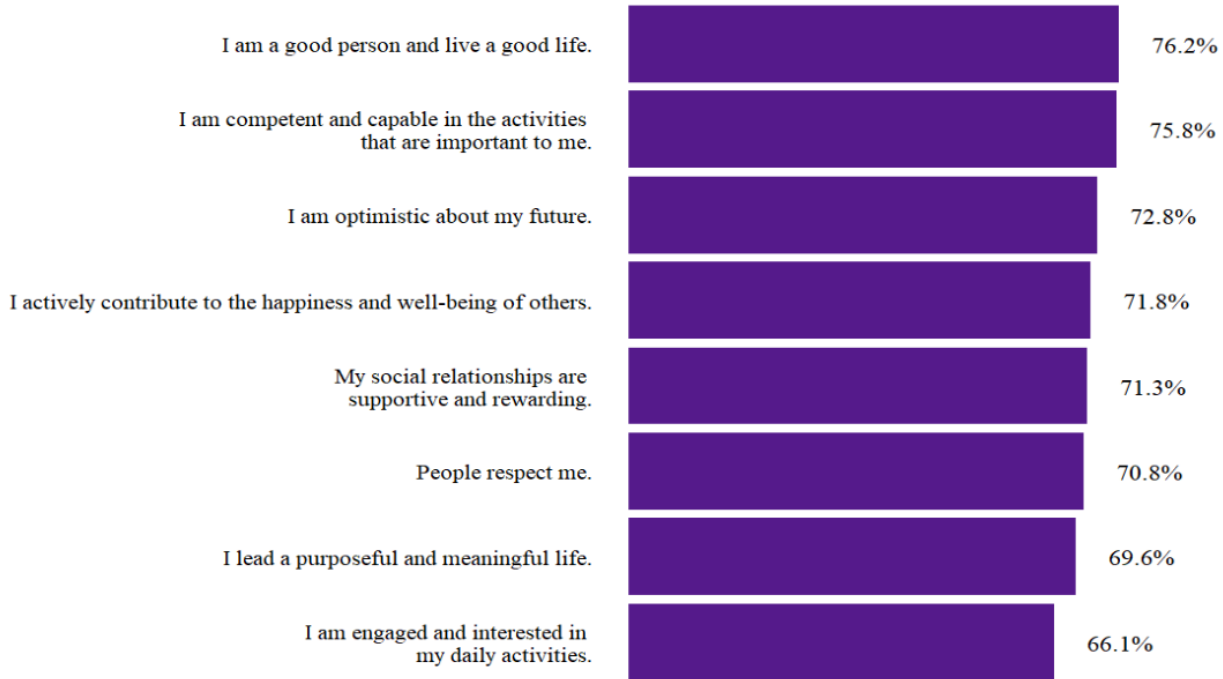 I am a good person and live a good life.
76.2%
I am competent and capable in the activities
that are important to me.
75.8%
I am optimistic about my future.
72.8%
I actively contribute to the happiness and well-being of others.
71.8%
My social relationships are
supportive and rewarding.
71.3%
People respect me.
70.8%
I lead a purposeful and meaningful life.
69.6%
I am engaged and interested in
my daily activities.
66.1%